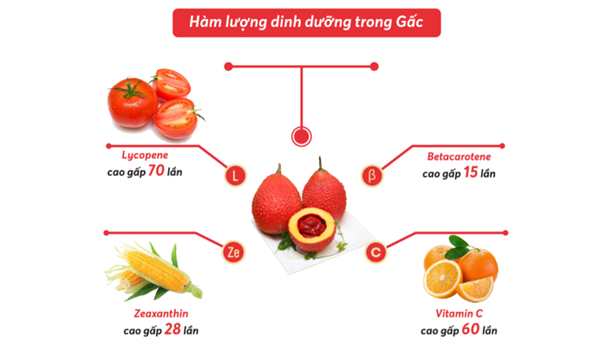 Hàm lượng dinh dưỡng trong Gấc
Lycopene
cao gấp 70 lần
L
Betacarotene
cao gấp 15 lần
β
Zeaxanthin
cao gấp 28 lần
Ze
Vitamin C
cao gấp 60 lần
C